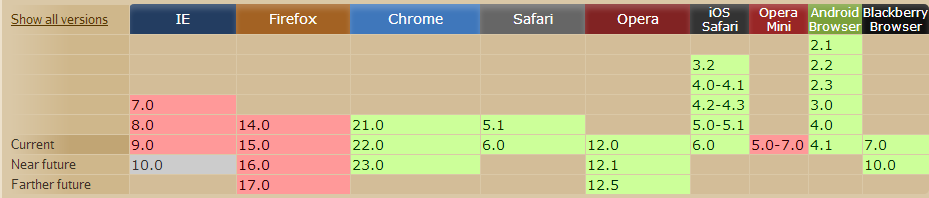 Show all versions IE Firefox Chrome Safari Opera iOS Safari Opera Mini Android Browser Blackberry Browser
2.1
3.2 2.2
4.0-4.1 2.3
7.0 4.2-4.3 3.0
8.0 14.0 21.0 5.1 5.0-5.1 4.0
Current 9.0 15.0 22.0 6.0 12.0 6.0 5.0-7.0 4.1 7.0
Near future 10.0 16.0 23.0 12.1 10.0
Farther future 17.0 12.5